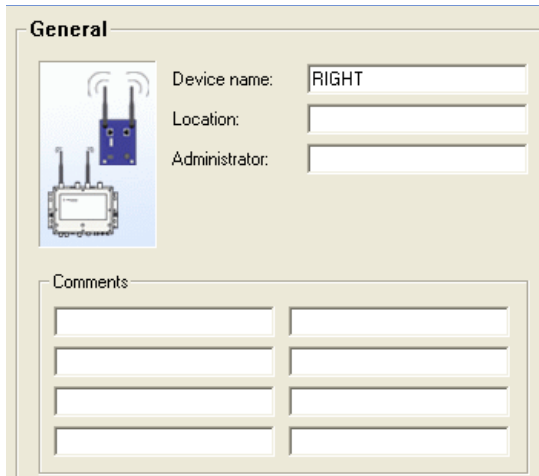 General
Device name: RIGHT
Location:
Administrator:
Comments